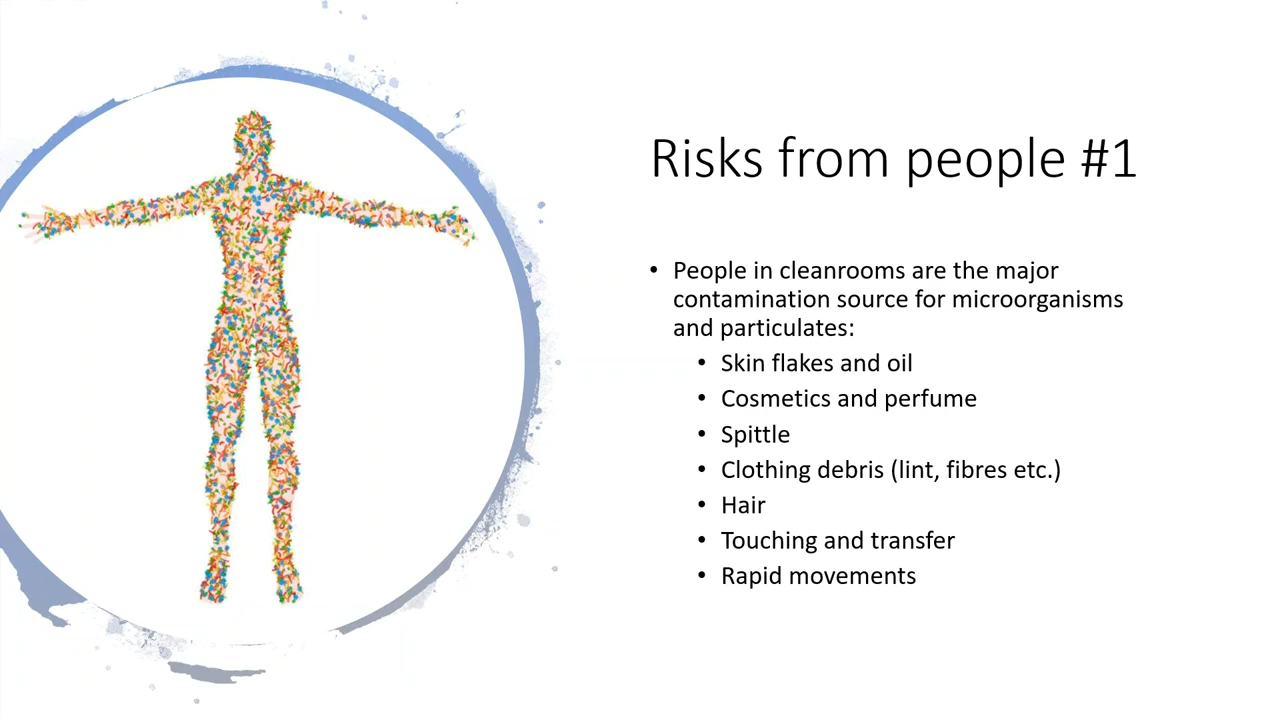 Risks from people #1
• People in cleanrooms are the major
contamination source for microorganisms
and particulates:
• Skin flakes and oil
• Cosmetics and perfume
• Spittle
• Clothing debris (lint, fibres etc.)
• Hair
• Touching and transfer
• Rapid movements